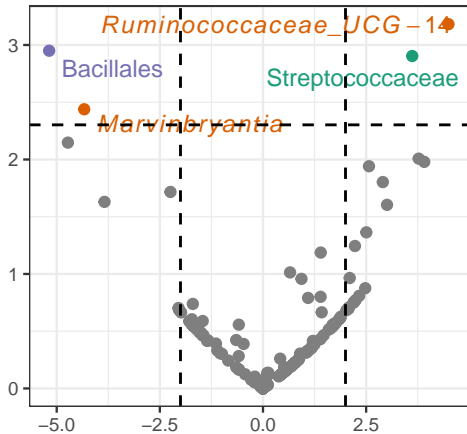 3
Ruminococcaceae_UCG−14
Bacillales
Streptococcaceae
Marvinbryantia
2
1
0
−5.0 −2.5 0.0 2.5